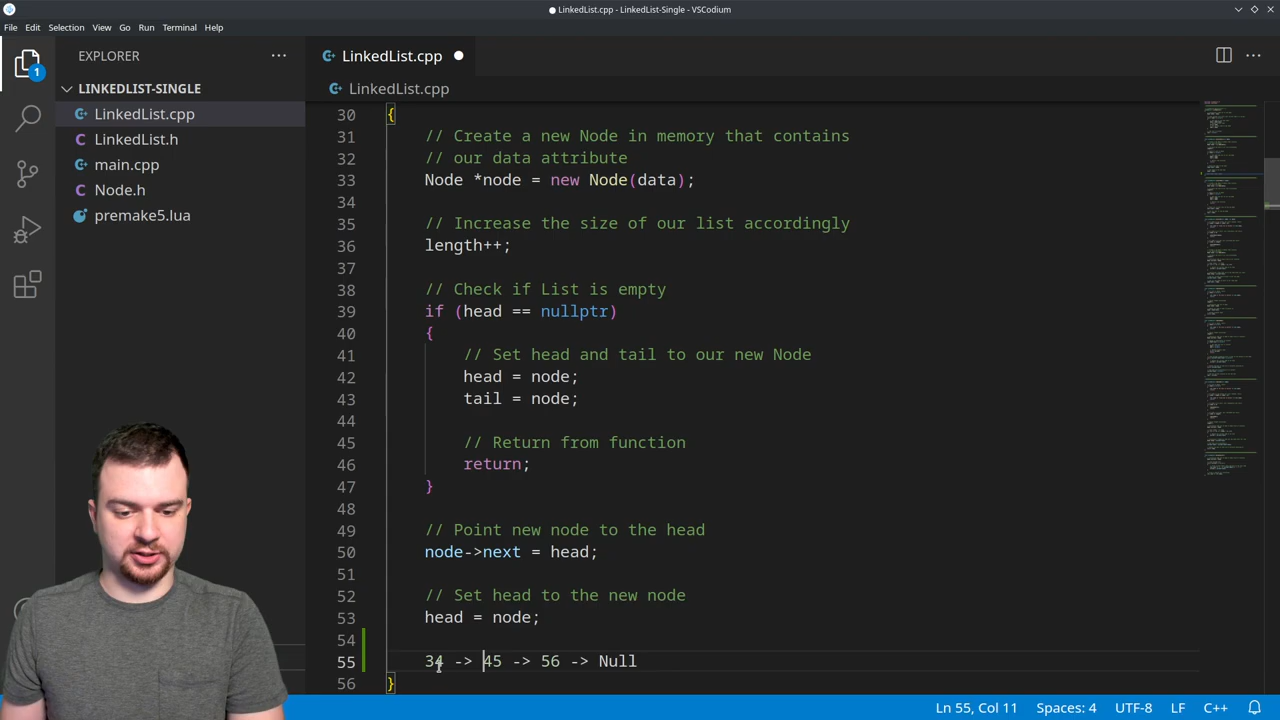 LinkedList.cpp - LinkedList-Single - VSCodium
File Edit Selection View Go Run Terminal Help
EXPLORER
LinkedList.cpp
1
LINKEDLIST-SINGLE
LinkedList.cpp
LinkedList.cpp
LinkedList.h
main.cpp
Node.h
premake5.lua
30 {
31 // Create a new Node in memory that contains
32 // our data attribute
33 Node *node = new Node(data);
34
35 // Increase the size of our list accordingly
36 length++;
37
38 // Check if List is empty
39 if (head == nullptr)
40 {
41 // Set head and tail to our new Node
42 head = node;
43 tail = node;
44
45 // Return from function
46 return;
47 }
48
49 // Point new node to the head
50 node->next = head;
51
52 // Set head to the new node
53 head = node;
54
55 34 -> 45 -> 56 -> Null
56 }
Ln 55, Col 11 Spaces: 4 UTF-8 LF C++